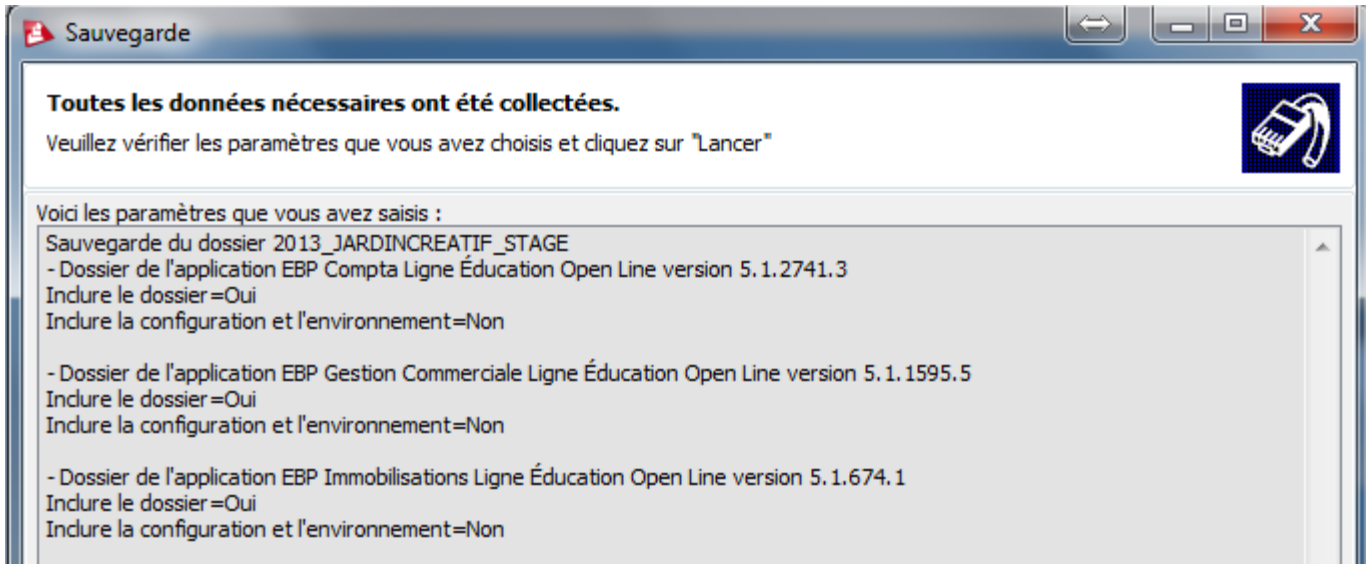 Sauvegarde
Toutes les données nécessaires ont été collectées.
Veuillez vérifier les paramètres que vous avez choisis et cliquez sur "Lancer"
Voici les paramètres que vous avez saisis :
Sauvegarde du dossier 2013_JARDINCREATIF_STAGE
- Dossier de l'application EBP Compta Ligne Éducation Open Line version 5.1.2741.3
Inclure le dossier=Oui
Inclure la configuration et l'environnement=Non
- Dossier de l'application EBP Gestion Commerciale Ligne Éducation Open Line version 5.1.1595.5
Inclure le dossier=Oui
Inclure la configuration et l'environnement=Non
- Dossier de l'application EBP Immobilisations Ligne Éducation Open Line version 5.1.674.1
Inclure le dossier=Oui
Inclure la configuration et l'environnement=Non